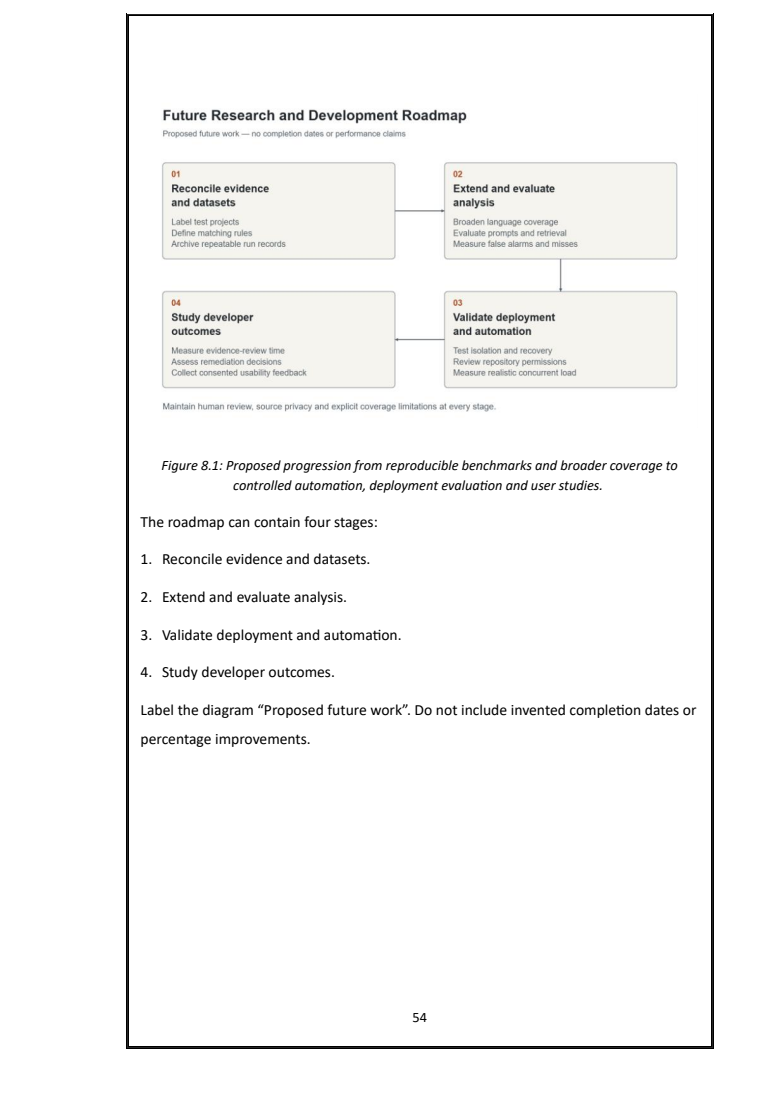 Future Research and Development Roadmap
Proposed future work — no completion dates or performance claims
01
Reconcile evidence
and datasets
Label test projects
Define matching rules
Archive repeatable run records
02
Extend and evaluate
analysis
Broaden language coverage
Evaluate prompts and retrieval
Measure false alarms and misses
04
Study developer
outcomes
Measure evidence-review time
Assess remediation decisions
Collect consented usability feedback
03
Validate deployment
and automation
Test isolation and recovery
Review repository permissions
Measure realistic concurrent load
Maintain human review, source privacy and explicit coverage limitations at every stage.
Figure 8.1: Proposed progression from reproducible benchmarks and broader coverage to
controlled automation, deployment evaluation and user studies.
The roadmap can contain four stages:
1. Reconcile evidence and datasets.
2. Extend and evaluate analysis.
3. Validate deployment and automation.
4. Study developer outcomes.
Label the diagram “Proposed future work”. Do not include invented completion dates or
percentage improvements.
54